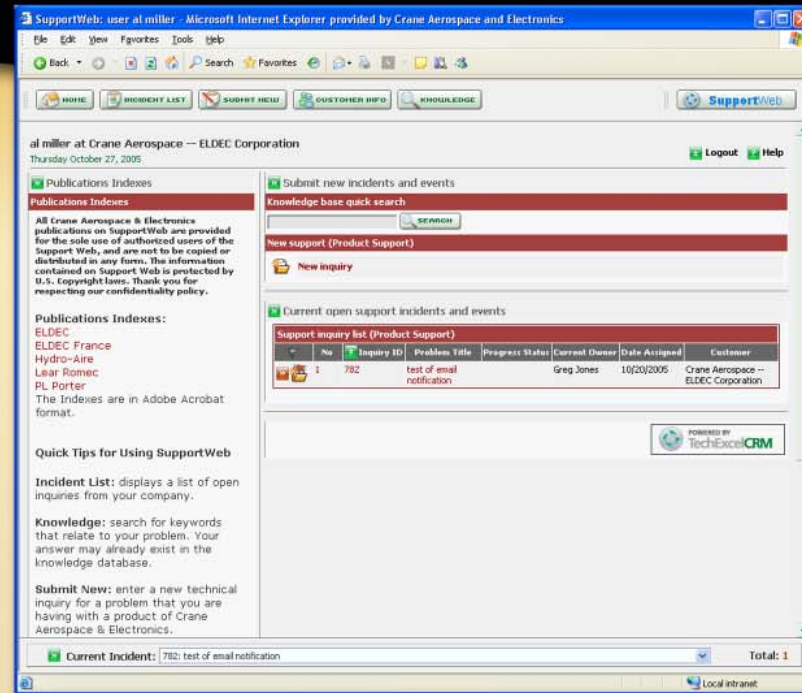 SupportWeb: user al miller - Microsoft Internet Explorer provided by Crane Aerospace and Electronics
File Edit View Favorites Tools Help
Back Search Favorites
HOME INCIDENT LIST SUBMIT NEW CUSTOMER INFO KNOWLEDGE SupportWeb
al miller at Crane Aerospace -- ELDEC Corporation
Thursday October 27, 2005
Logout Help
Publications Indexes
Publications Indexes
All Crane Aerospace & Electronics
publications on SupportWeb are provided
for the sole use of authorized users of the
Support Web, and are not to be copied or
distributed in any form. The information
contained on Support Web is protected by
U.S. Copyright laws. Thank you for
respecting our confidentiality policy.
Publications Indexes:
ELDEC
ELDEC France
Hydro-Aire
Lear Romec
PL Porter
The Indexes are in Adobe Acrobat
format.
Quick Tips for Using SupportWeb
Incident List: displays a list of open
inquiries from your company.
Knowledge: search for keywords
that relate to your problem. Your
answer may already exist in the
knowledge database.
Submit New: enter a new technical
inquiry for a problem that you are
having with a product of Crane
Aerospace & Electronics.
Submit new incidents and events
Knowledge base quick search
SEARCH
New support (Product Support)
New inquiry
Current open support incidents and events
Support inquiry list (Product Support)
No Inquiry ID Problem Title Progress Status Current Owner Date Assigned Customer
1 782 test of email Greg Jones 10/20/2005 Crane Aerospace --
notification ELDEC Corporation
POWERED BY
TechExcelCRM
Current Incident: 782: test of email notification Total: 1
Local intranet